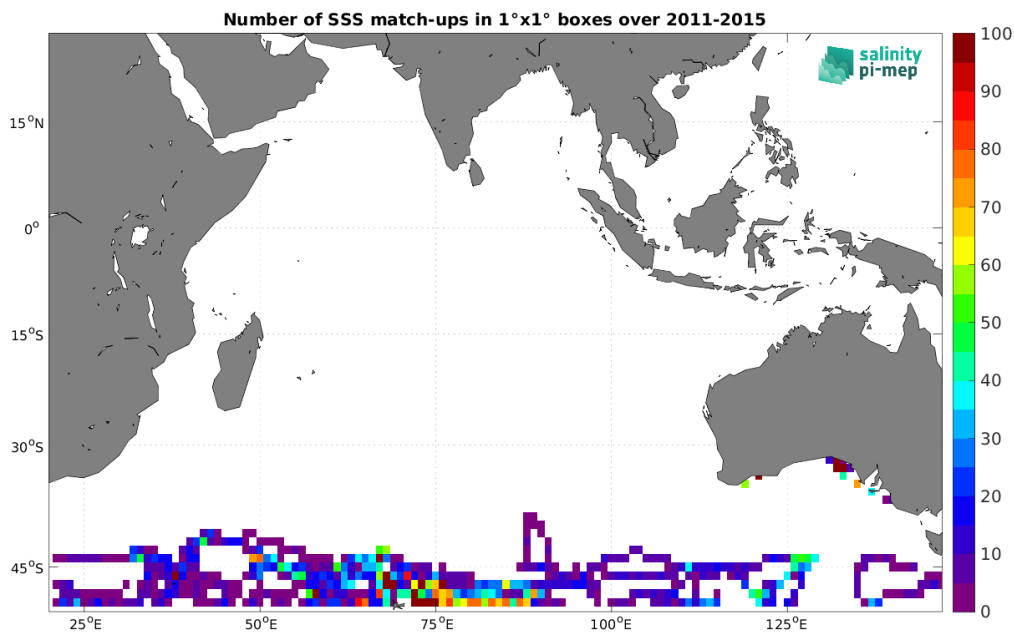 Number of SSS match-ups in 1°x1° boxes over 2011-2015
salinity
pi-mep
15°N
0°
15°S
30°S
45°S
25°E
50°E
75°E
100°E
125°E
100
90
80
70
60
50
40
30
20
10
0